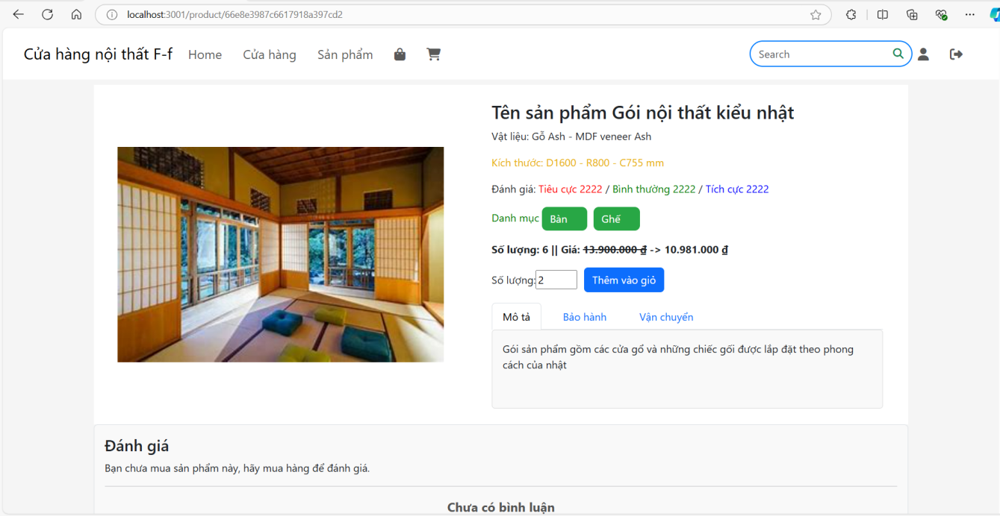 localhost:3001/product/66e8e3987c6617918a397cd2
Cửa hàng nội thất F-f Home Cửa hàng Sản phẩm Search
Tên sản phẩm Gói nội thất kiểu nhật
Vật liệu: Gỗ Ash - MDF veneer Ash
Kích thước: D1600 - R800 - C755 mm
Đánh giá: Tiêu cực 2222 / Bình thường 2222 / Tích cực 2222
Danh mục Bàn Ghế
Số lượng: 6 || Giá: 13.900.000 ₫ -> 10.981.000 ₫
Số lượng: 2 Thêm vào giỏ
Mô tả Bảo hành Vận chuyển
Gói sản phẩm gồm các cửa gổ và những chiếc gối được lắp đặt theo phong
cách của nhật
Đánh giá
Bạn chưa mua sản phẩm này, hãy mua hàng để đánh giá.
Chưa có bình luận